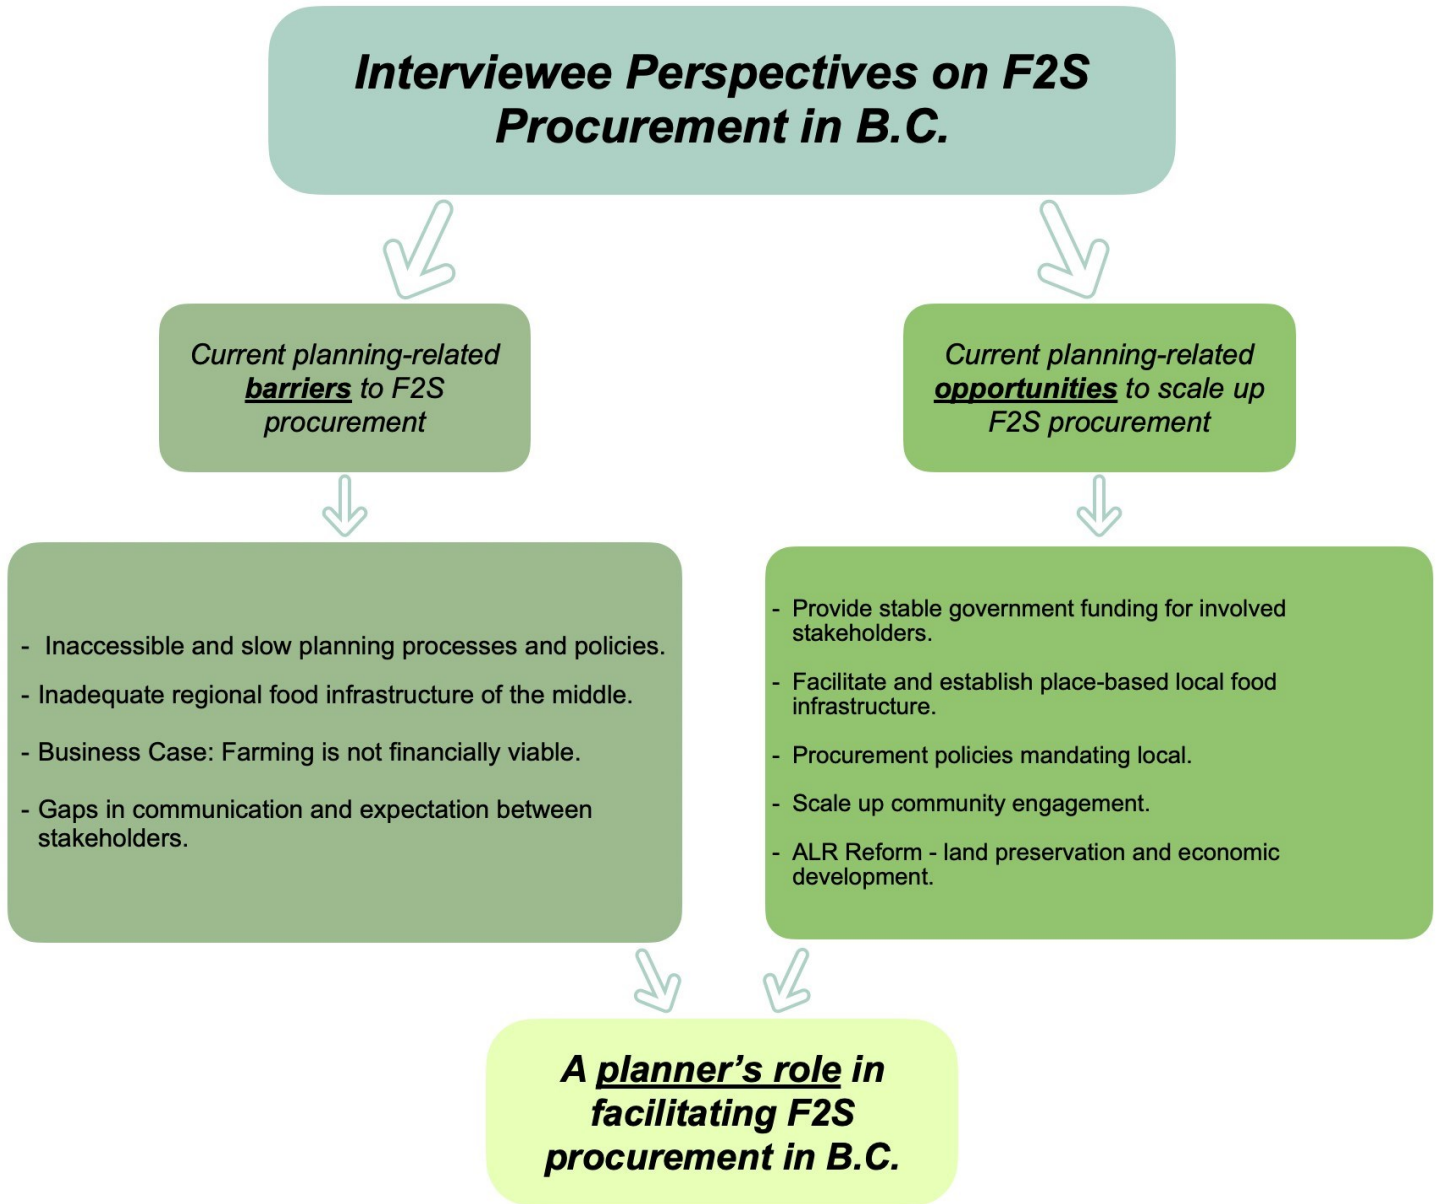 Interviewee Perspectives on F2S
Procurement in B.C.
Current planning-related
barriers to F2S
procurement
Current planning-related
opportunities to scale up
F2S procurement
- Inaccessible and slow planning processes and policies.
- Inadequate regional food infrastructure of the middle.
- Business Case: Farming is not financially viable.
- Gaps in communication and expectation between
stakeholders.
- Provide stable government funding for involved
stakeholders.
- Facilitate and establish place-based local food
infrastructure.
- Procurement policies mandating local.
- Scale up community engagement.
- ALR Reform - land preservation and economic
development.
A planner's role in
facilitating F2S
procurement in B.C.